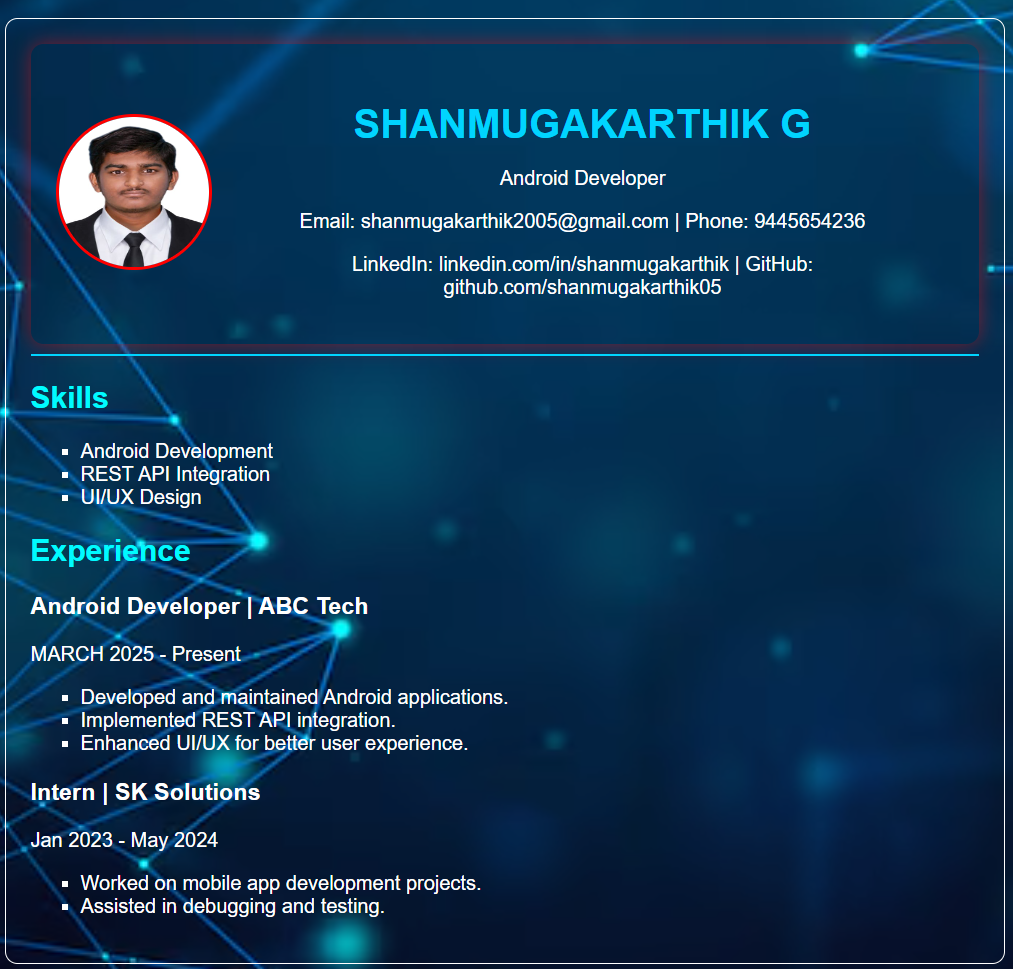 SHANMUGAKARTHIK G
Android Developer
Email: shanmugakarthik2005@gmail.com | Phone: 9445654236
LinkedIn: linkedin.com/in/shanmugakarthik | GitHub:
github.com/shanmugakarthik05
Skills
Android Development
REST API Integration
UI/UX Design
Experience
Android Developer | ABC Tech
MARCH 2025 - Present
Developed and maintained Android applications.
Implemented REST API integration.
Enhanced UI/UX for better user experience.
Intern | SK Solutions
Jan 2023 - May 2024
Worked on mobile app development projects.
Assisted in debugging and testing.